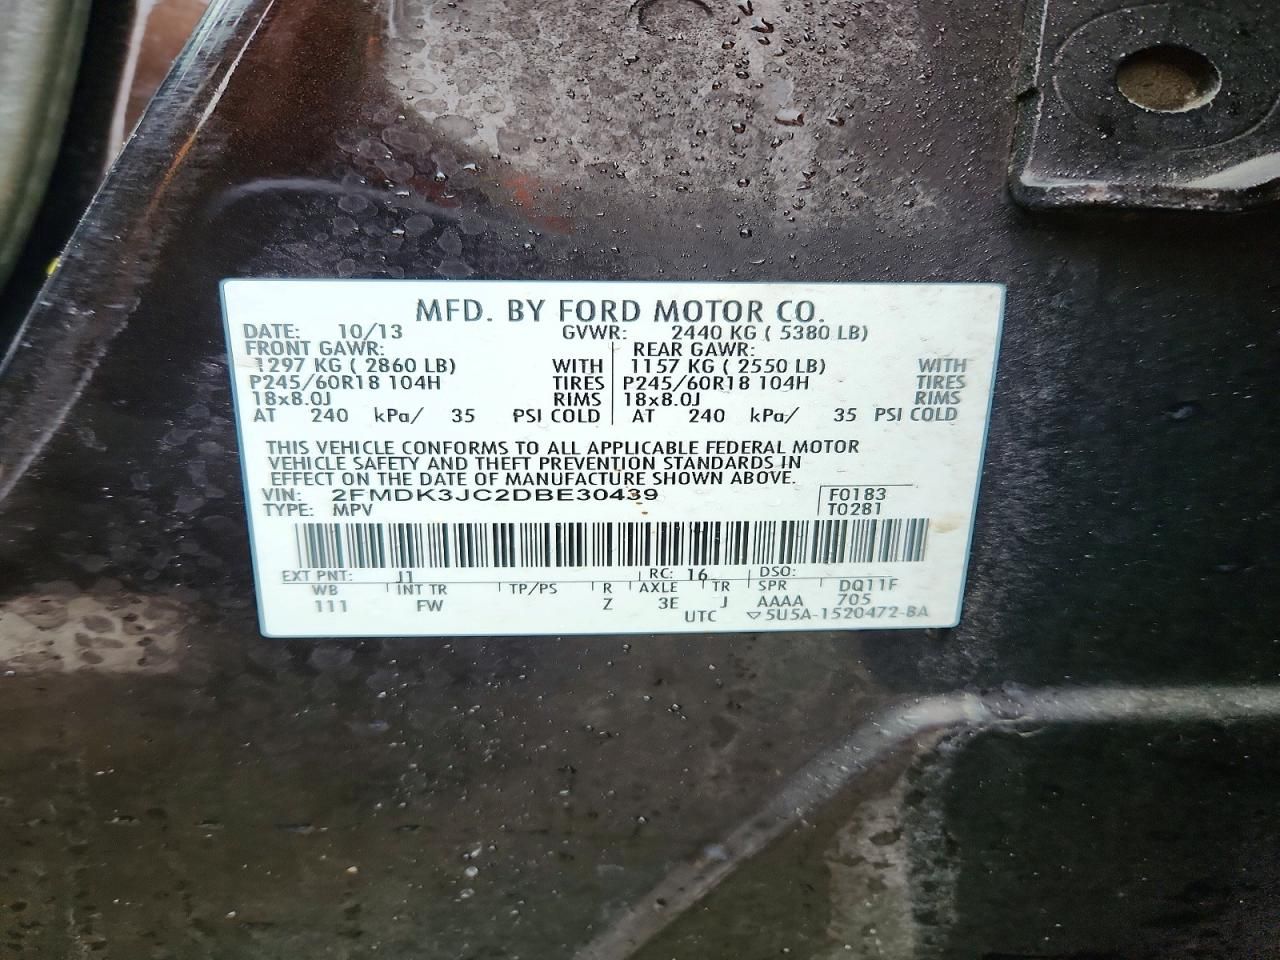 MFD. BY FORD MOTOR CO.
DATE: 10/13 GVWR: 2440 KG ( 5380 LB)
FRONT GAWR: REAR GAWR:
1297 KG ( 2860 LB) WITH 1157 KG ( 2550 LB) WITH
P245/60R18 104H TIRES P245/60R18 104H TIRES
18x8.0J RIMS 18x8.0J RIMS
AT 240 kPa/ 35 PSI COLD AT 240 kPa/ 35 PSI COLD
THIS VEHICLE CONFORMS TO ALL APPLICABLE FEDERAL MOTOR
VEHICLE SAFETY AND THEFT PREVENTION STANDARDS IN
EFFECT ON THE DATE OF MANUFACTURE SHOWN ABOVE.
VIN: 2FMDK3JC2DBE30439 F0183
TYPE: MPV T0281
EXT PNT: J1 RC: 16 DSO:
WB INT TR TP/PS R AXLE TR SPR DQ11F
111 FW Z 3E J AAAA 705
UTC ▽5U5A-1520472-BA